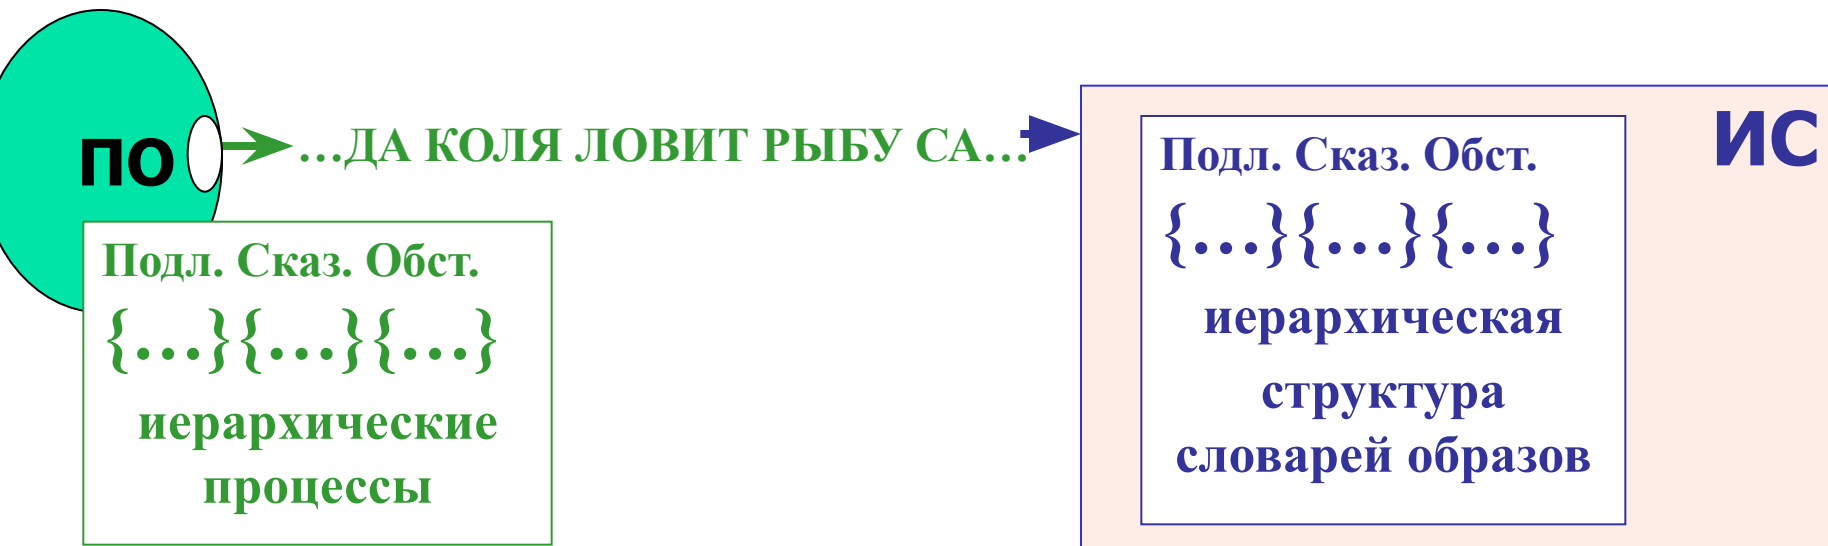 ПО
…ДА КОЛЯ ЛОВИТ РЫБУ СА…
Подл. Сказ. Обст.
{…}{…}{…}
иерархические
процессы
ИС
Подл. Сказ. Обст.
{…}{…}{…}
иерархическая
структура
словарей образов